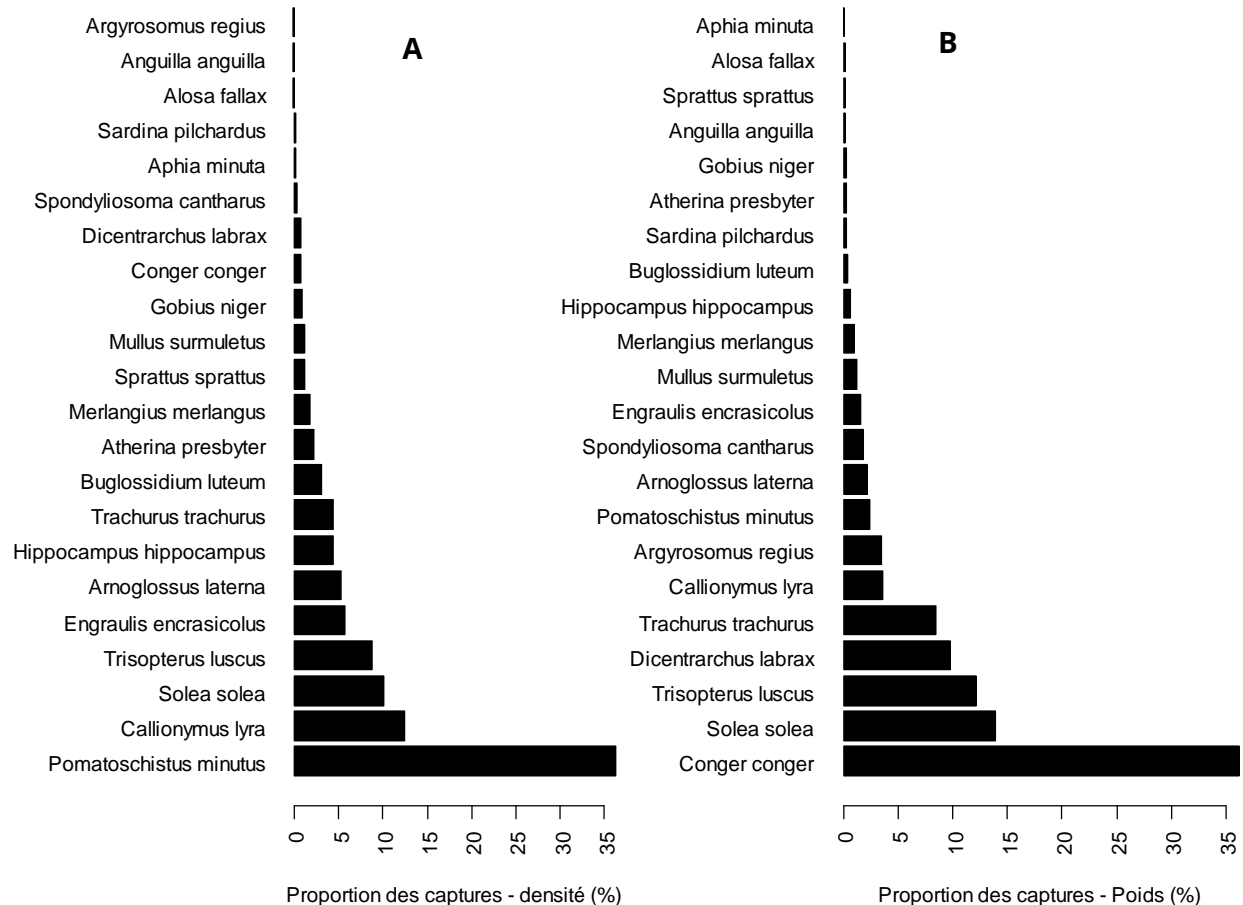 A
Argyrosomus regius
Anguilla anguilla
Alosa fallax
Sardina pilchardus
Aphia minuta
Spondyliosoma cantharus
Dicentrarchus labrax
Conger conger
Gobius niger
Mullus surmuletus
Sprattus sprattus
Merlangius merlangus
Atherina presbyter
Buglossidium luteum
Trachurus trachurus
Hippocampus hippocampus
Arnoglossus laterna
Engraulis encrasicolus
Trisopterus luscus
Solea solea
Callionymus lyra
Pomatoschistus minutus
0 5 10 15 20 25 30 35
Proportion des captures - densité (%)
B
Aphia minuta
Alosa fallax
Sprattus sprattus
Anguilla anguilla
Gobius niger
Atherina presbyter
Sardina pilchardus
Buglossidium luteum
Hippocampus hippocampus
Merlangius merlangus
Mullus surmuletus
Engraulis encrasicolus
Spondyliosoma cantharus
Arnoglossus laterna
Pomatoschistus minutus
Argyrosomus regius
Callionymus lyra
Trachurus trachurus
Dicentrarchus labrax
Trisopterus luscus
Solea solea
Conger conger
0 5 10 15 20 25 30 35
Proportion des captures - Poids (%)